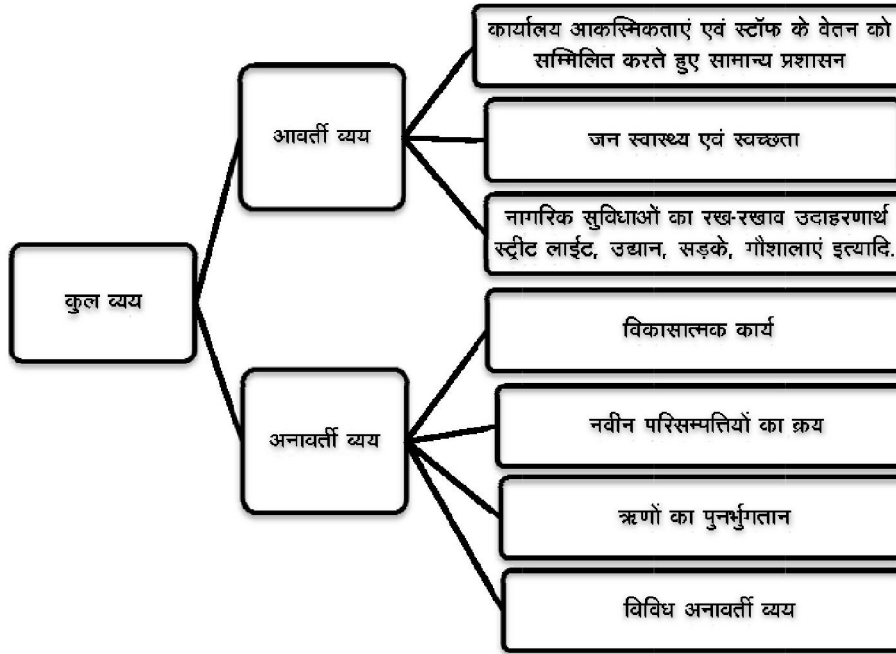 कुल व्यय
आवर्ती व्यय
कार्यालय आकस्मिकताएं एवं स्टॉफ के वेतन को
सम्मिलित करते हुए सामान्य प्रशासन
जन स्वास्थ्य एवं स्वच्छता
नागरिक सुविधाओं का रख-रखाव उदाहरणार्थ
स्ट्रीट लाईट, उद्यान, सड़के, गौशालाएं इत्यादि.
अनावर्ती व्यय
विकासात्मक कार्य
नवीन परिसम्पत्तियों का क्रय
ऋणों का पुनर्भुगतान
विविध अनावर्ती व्यय